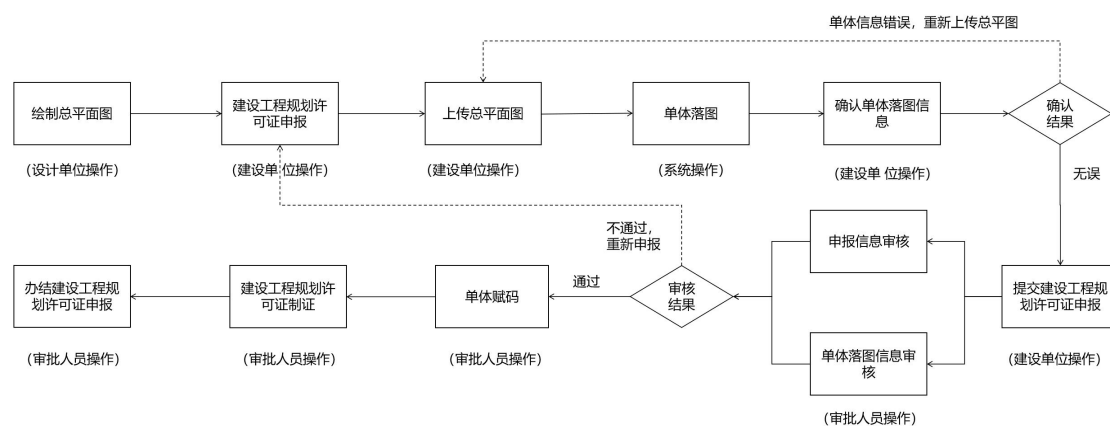 单体信息错误，重新上传总平图
绘制总平面图
(设计单位操作)
建设工程规划许
可证申报
(建设单 位操作)
上传总平面图
(建设单位操作)
单体落图
(系统操作)
确认单体落图信
息
(建设单 位操作)
确认
结果
无误
提交建设工程规
划许可证申报
(建设单位操作)
申报信息审核
单体落图信息审
核
(审批人员操作)
审核
结果
不通过，
重新申报
通过
单体赋码
(审批人员操作)
建设工程规划许
可证制证
(审批人员操作)
办结建设工程规
划许可证申报
(审批人员操作)